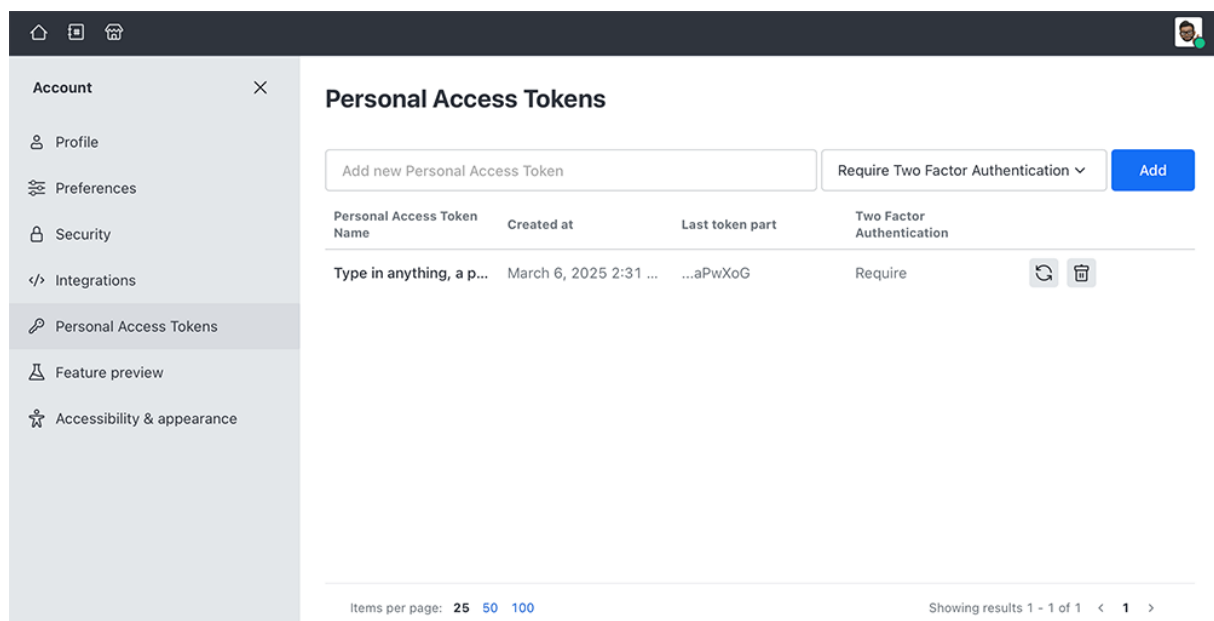 Account
Profile
Preferences
Security
Integrations
Personal Access Tokens
Feature preview
Accessibility & appearance
Personal Access Tokens
Add new Personal Access Token
Require Two Factor Authentication
Add
Personal Access Token Name
Created at
Last token part
Two Factor Authentication
Type in anything, a p...
March 6, 2025 2:31 ...
...aPwXoG
Require
Items per page: 25 50 100
Showing results 1 - 1 of 1 < 1 >